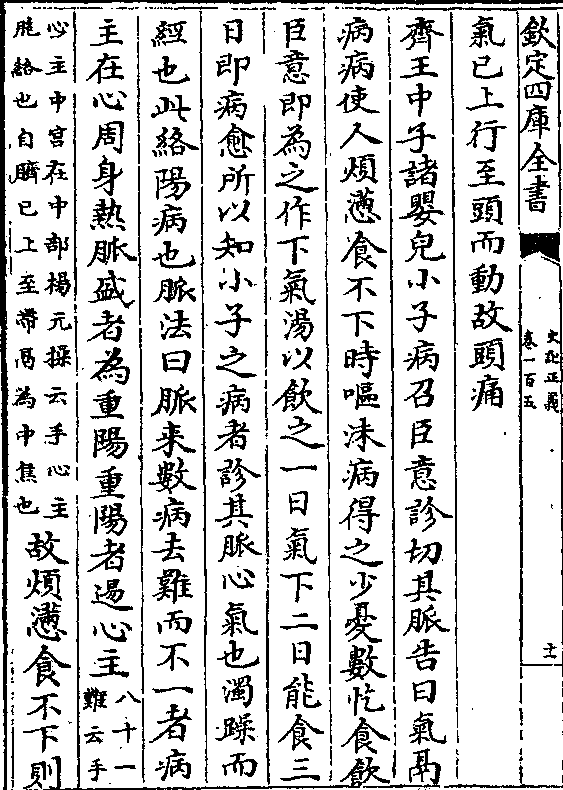 欽定四庫全書
史記正義
卷一百五
十一
氣已上行至頭而動故頭痛
齊王中子諸嬰兒小子病召臣意診切其脈告曰氣鬲
病病使人煩懣食不下時嘔沫病得之少憂數忔食飲
臣意即為之作下氣湯以飲之一日氣下二日能食三
日即病愈所以知小子之病者診其脈心氣也濁躁而
經也此絡陽病也脈法曰脈来數病去難而不一者病
主在心周身熱脈盛者為重陽重陽者逿心主八十一難云手
心主中宮在中部楊元操云手心主胞絡也自臍已上至帶鬲為中焦也故煩懣食不下則